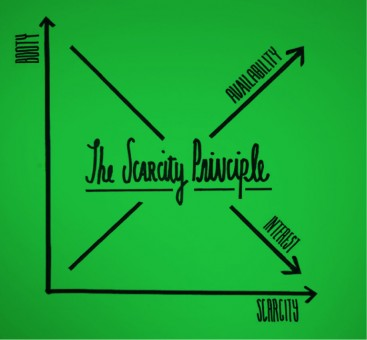 BOOTY
AVAILABILITY
The SCARCITY Principle
INTEREST
SCARCITY